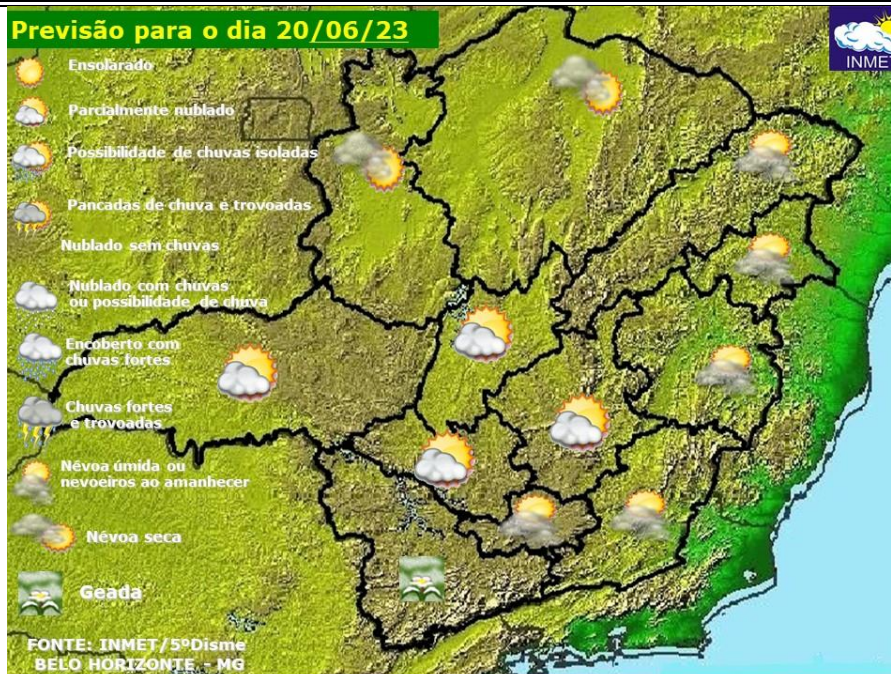 Previsão para o dia 20/06/23
INMET
Ensolarado
Parcialmente nublado
Possibilidade de chuvas isoladas
Pancadas de chuva e trovoadas
Nublado sem chuvas
Nublado com chuvas
ou possibilidade de chuva
Encoberto com
chuvas fortes
Chuvas fortes
e trovoadas
Névoa úmida ou
nevoeiros ao amanhecer
Névoa seca
Geada
FONTE: INMET/5ºDisme
BELO HORIZONTE - MG